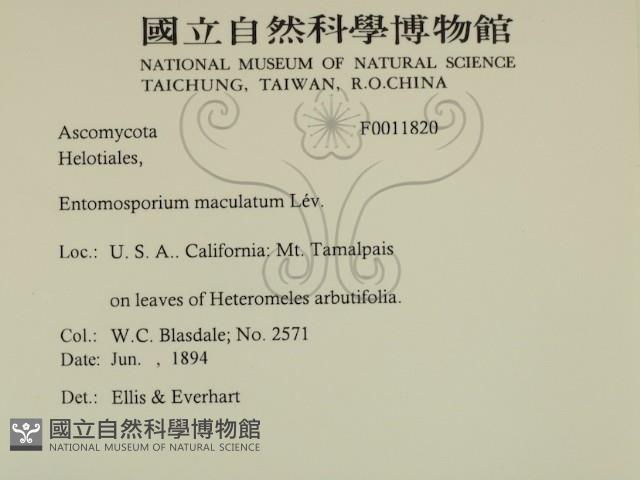 國立自然科學博物館
NATIONAL MUSEUM OF NATURAL SCIENCE
TAICHUNG, TAIWAN, R.O.CHINA
Ascomycota F0011820
Helotiales,
Entomosporium maculatum Lév.
Loc.: U. S. A.. California: Mt. Tamalpais
on leaves of Heteromeles arbutifolia.
Col.: W.C. Blasdale; No. 2571
Date: Jun. , 1894
Det.: Ellis & Everhart
國立自然科學博物館
NATIONAL MUSEUM OF NATURAL SCIENCE